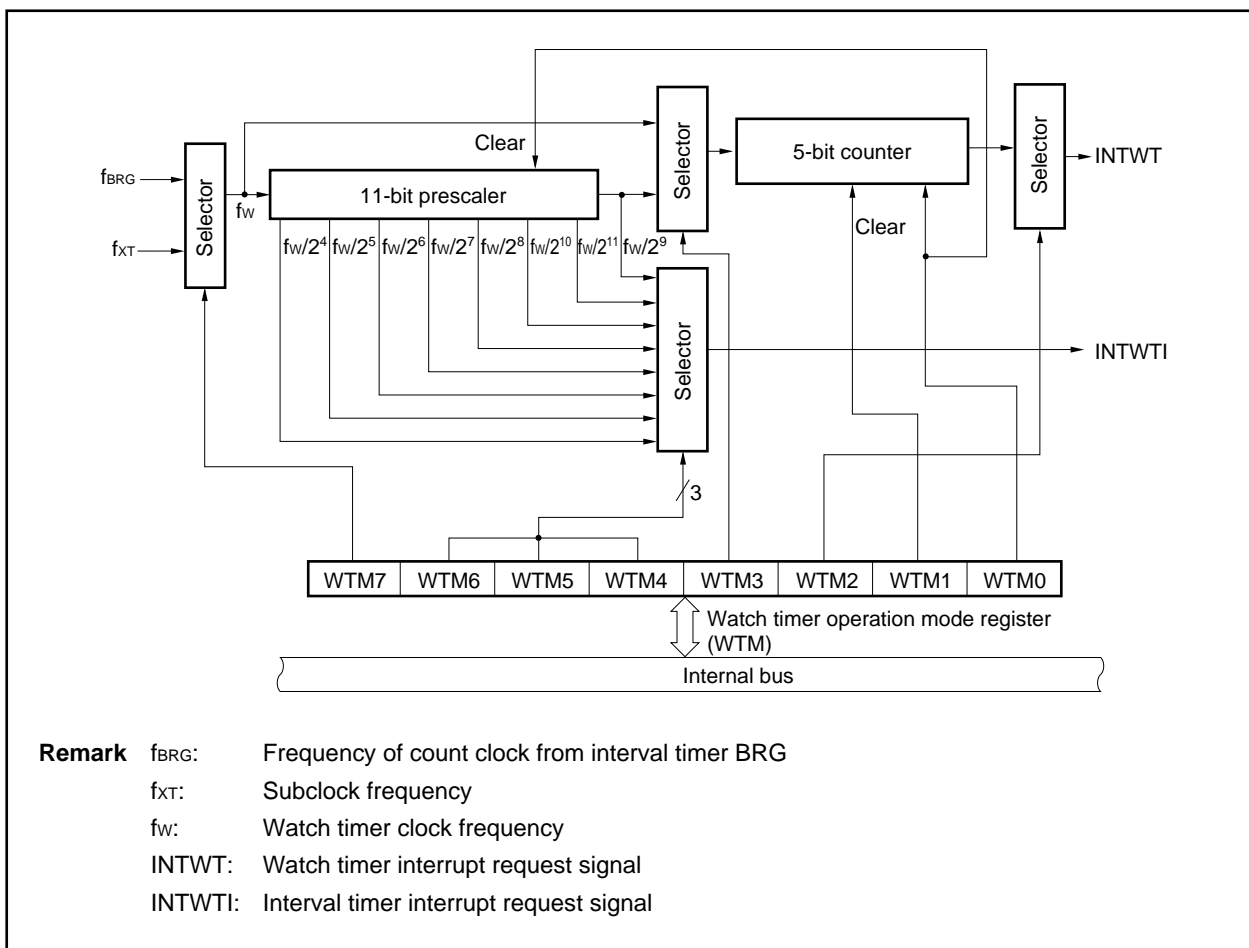 Clear
Selector
Selector
Selector
5-bit counter
INTWT
fBRG
fW
11-bit prescaler
Clear
fXT
fW/2⁴ fW/2⁵ fW/2⁶ fW/2⁷ fW/2⁸ fW/2¹⁰ fW/2¹¹ fW/2⁹
Selector
INTWTI
3
WTM7 WTM6 WTM5 WTM4 WTM3 WTM2 WTM1 WTM0
Watch timer operation mode register
(WTM)
Internal bus
Remark fBRG: Frequency of count clock from interval timer BRG
fXT: Subclock frequency
fW: Watch timer clock frequency
INTWT: Watch timer interrupt request signal
INTWTI: Interval timer interrupt request signal